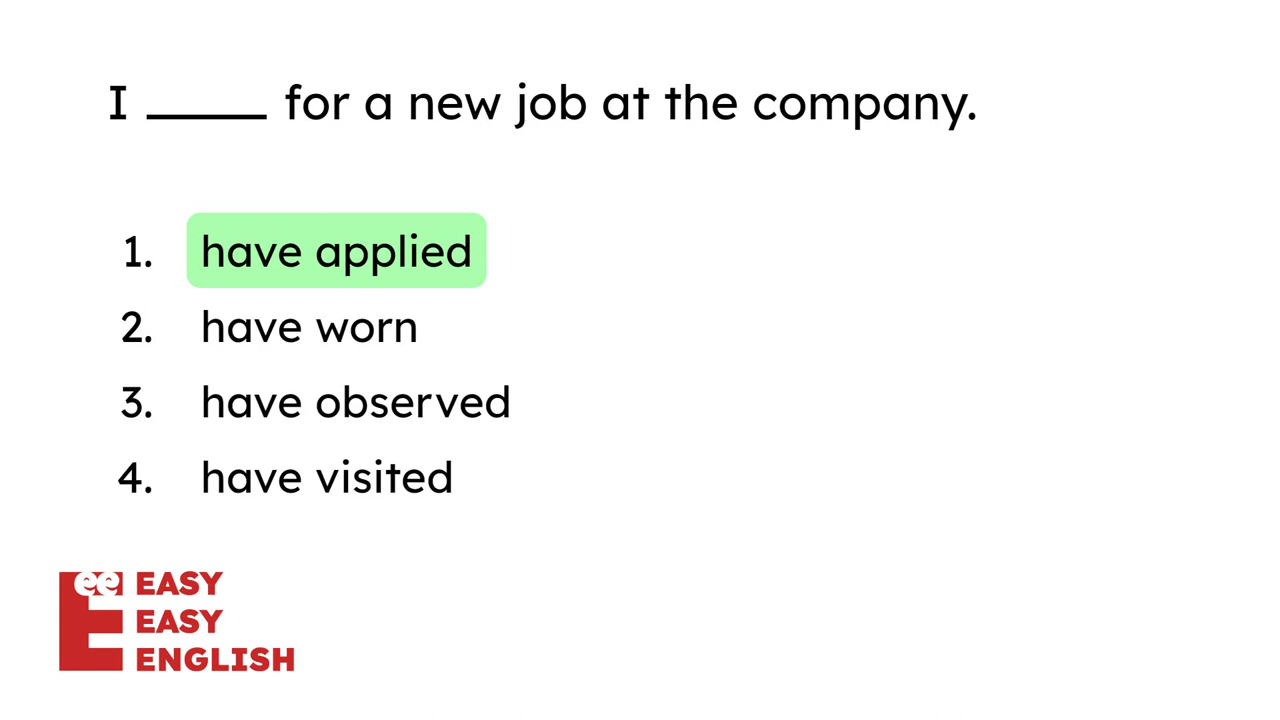 I _____ for a new job at the company.
1. have applied
2. have worn
3. have observed
4. have visited
ee EASY
EASY
ENGLISH